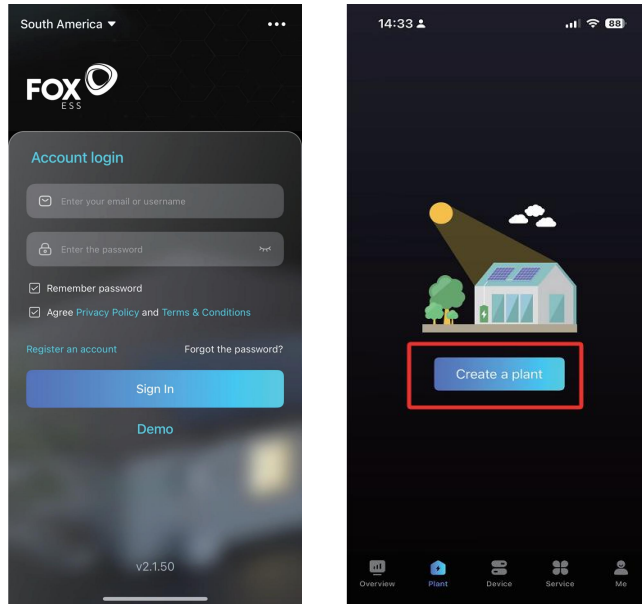 South America
FOX
ESS
Account login
Enter your email or username
Enter the password
Remember password
Agree Privacy Policy and Terms & Conditions
Register an account Forgot the password?
Sign In
Demo
v2.1.50
14:33 88
Create a plant
Overview Plant Device Service Me